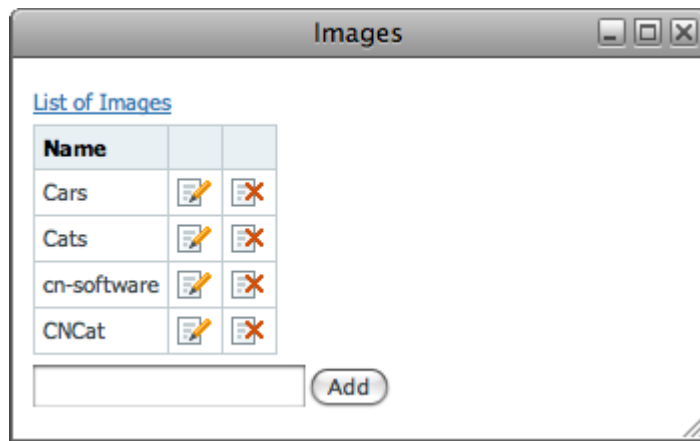 Images
List of Images
Name
Cars
Cats
cn-software
CNCat
Add